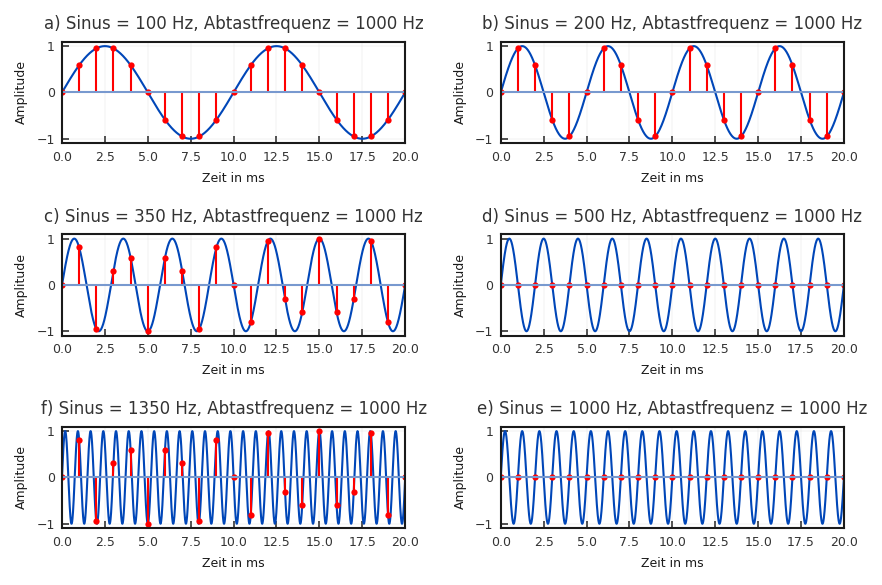 a) Sinus = 100 Hz, Abtastfrequenz = 1000 Hz
Amplitude
1
0
−1
0.0 2.5 5.0 7.5 10.0 12.5 15.0 17.5 20.0
Zeit in ms
b) Sinus = 200 Hz, Abtastfrequenz = 1000 Hz
Amplitude
1
0
−1
0.0 2.5 5.0 7.5 10.0 12.5 15.0 17.5 20.0
Zeit in ms
c) Sinus = 350 Hz, Abtastfrequenz = 1000 Hz
Amplitude
1
0
−1
0.0 2.5 5.0 7.5 10.0 12.5 15.0 17.5 20.0
Zeit in ms
d) Sinus = 500 Hz, Abtastfrequenz = 1000 Hz
Amplitude
1
0
−1
0.0 2.5 5.0 7.5 10.0 12.5 15.0 17.5 20.0
Zeit in ms
f) Sinus = 1350 Hz, Abtastfrequenz = 1000 Hz
Amplitude
1
0
−1
0.0 2.5 5.0 7.5 10.0 12.5 15.0 17.5 20.0
Zeit in ms
e) Sinus = 1000 Hz, Abtastfrequenz = 1000 Hz
Amplitude
1
0
−1
0.0 2.5 5.0 7.5 10.0 12.5 15.0 17.5 20.0
Zeit in ms